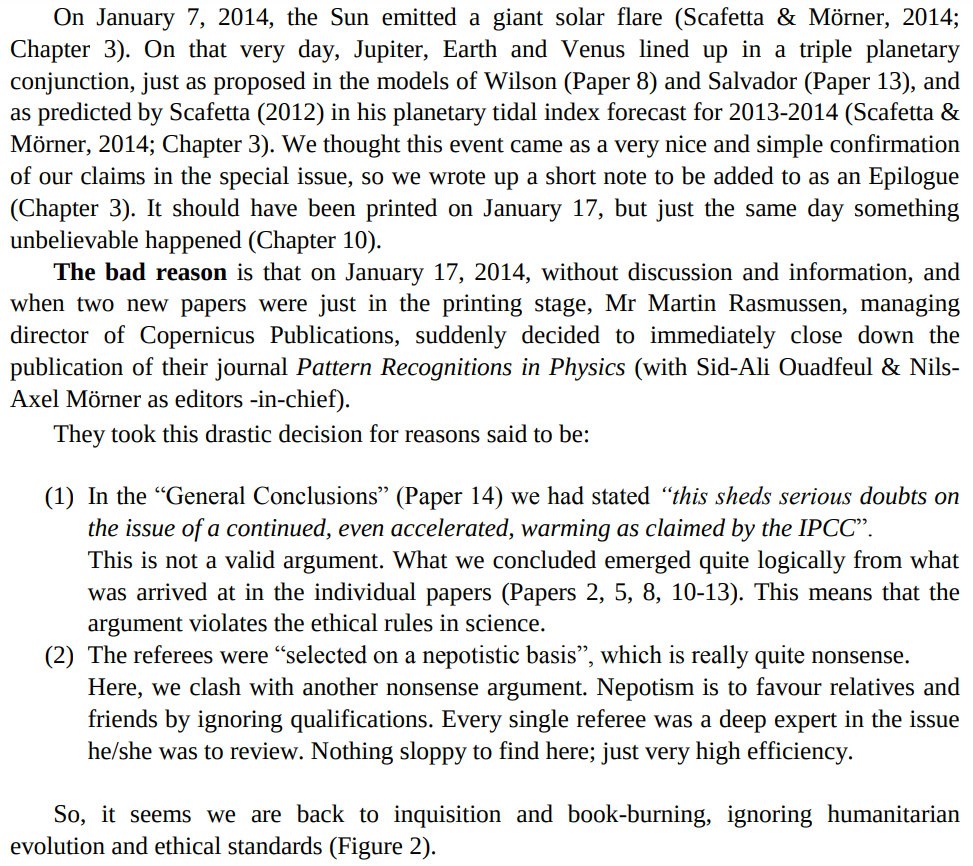 On January 7, 2014, the Sun emitted a giant solar flare (Scafetta & Mörner, 2014;
Chapter 3). On that very day, Jupiter, Earth and Venus lined up in a triple planetary
conjunction, just as proposed in the models of Wilson (Paper 8) and Salvador (Paper 13), and
as predicted by Scafetta (2012) in his planetary tidal index forecast for 2013-2014 (Scafetta &
Mörner, 2014; Chapter 3). We thought this event came as a very nice and simple confirmation
of our claims in the special issue, so we wrote up a short note to be added to as an Epilogue
(Chapter 3). It should have been printed on January 17, but just the same day something
unbelievable happened (Chapter 10).
The bad reason is that on January 17, 2014, without discussion and information, and
when two new papers were just in the printing stage, Mr Martin Rasmussen, managing
director of Copernicus Publications, suddenly decided to immediately close down the
publication of their journal Pattern Recognitions in Physics (with Sid-Ali Ouadfeul & Nils-
Axel Mörner as editors -in-chief).
They took this drastic decision for reasons said to be:
(1) In the “General Conclusions” (Paper 14) we had stated “this sheds serious doubts on
the issue of a continued, even accelerated, warming as claimed by the IPCC”.
This is not a valid argument. What we concluded emerged quite logically from what
was arrived at in the individual papers (Papers 2, 5, 8, 10-13). This means that the
argument violates the ethical rules in science.
(2) The referees were “selected on a nepotistic basis”, which is really quite nonsense.
Here, we clash with another nonsense argument. Nepotism is to favour relatives and
friends by ignoring qualifications. Every single referee was a deep expert in the issue
he/she was to review. Nothing sloppy to find here; just very high efficiency.
So, it seems we are back to inquisition and book-burning, ignoring humanitarian
evolution and ethical standards (Figure 2).